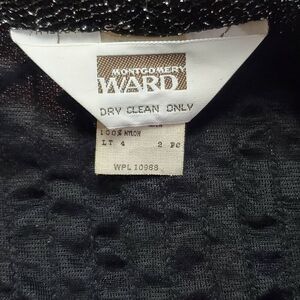 MONTGOMERY
WARD
DRY CLEAN ONLY
100% NYLON
LT 4 2 PC
WPL 10988